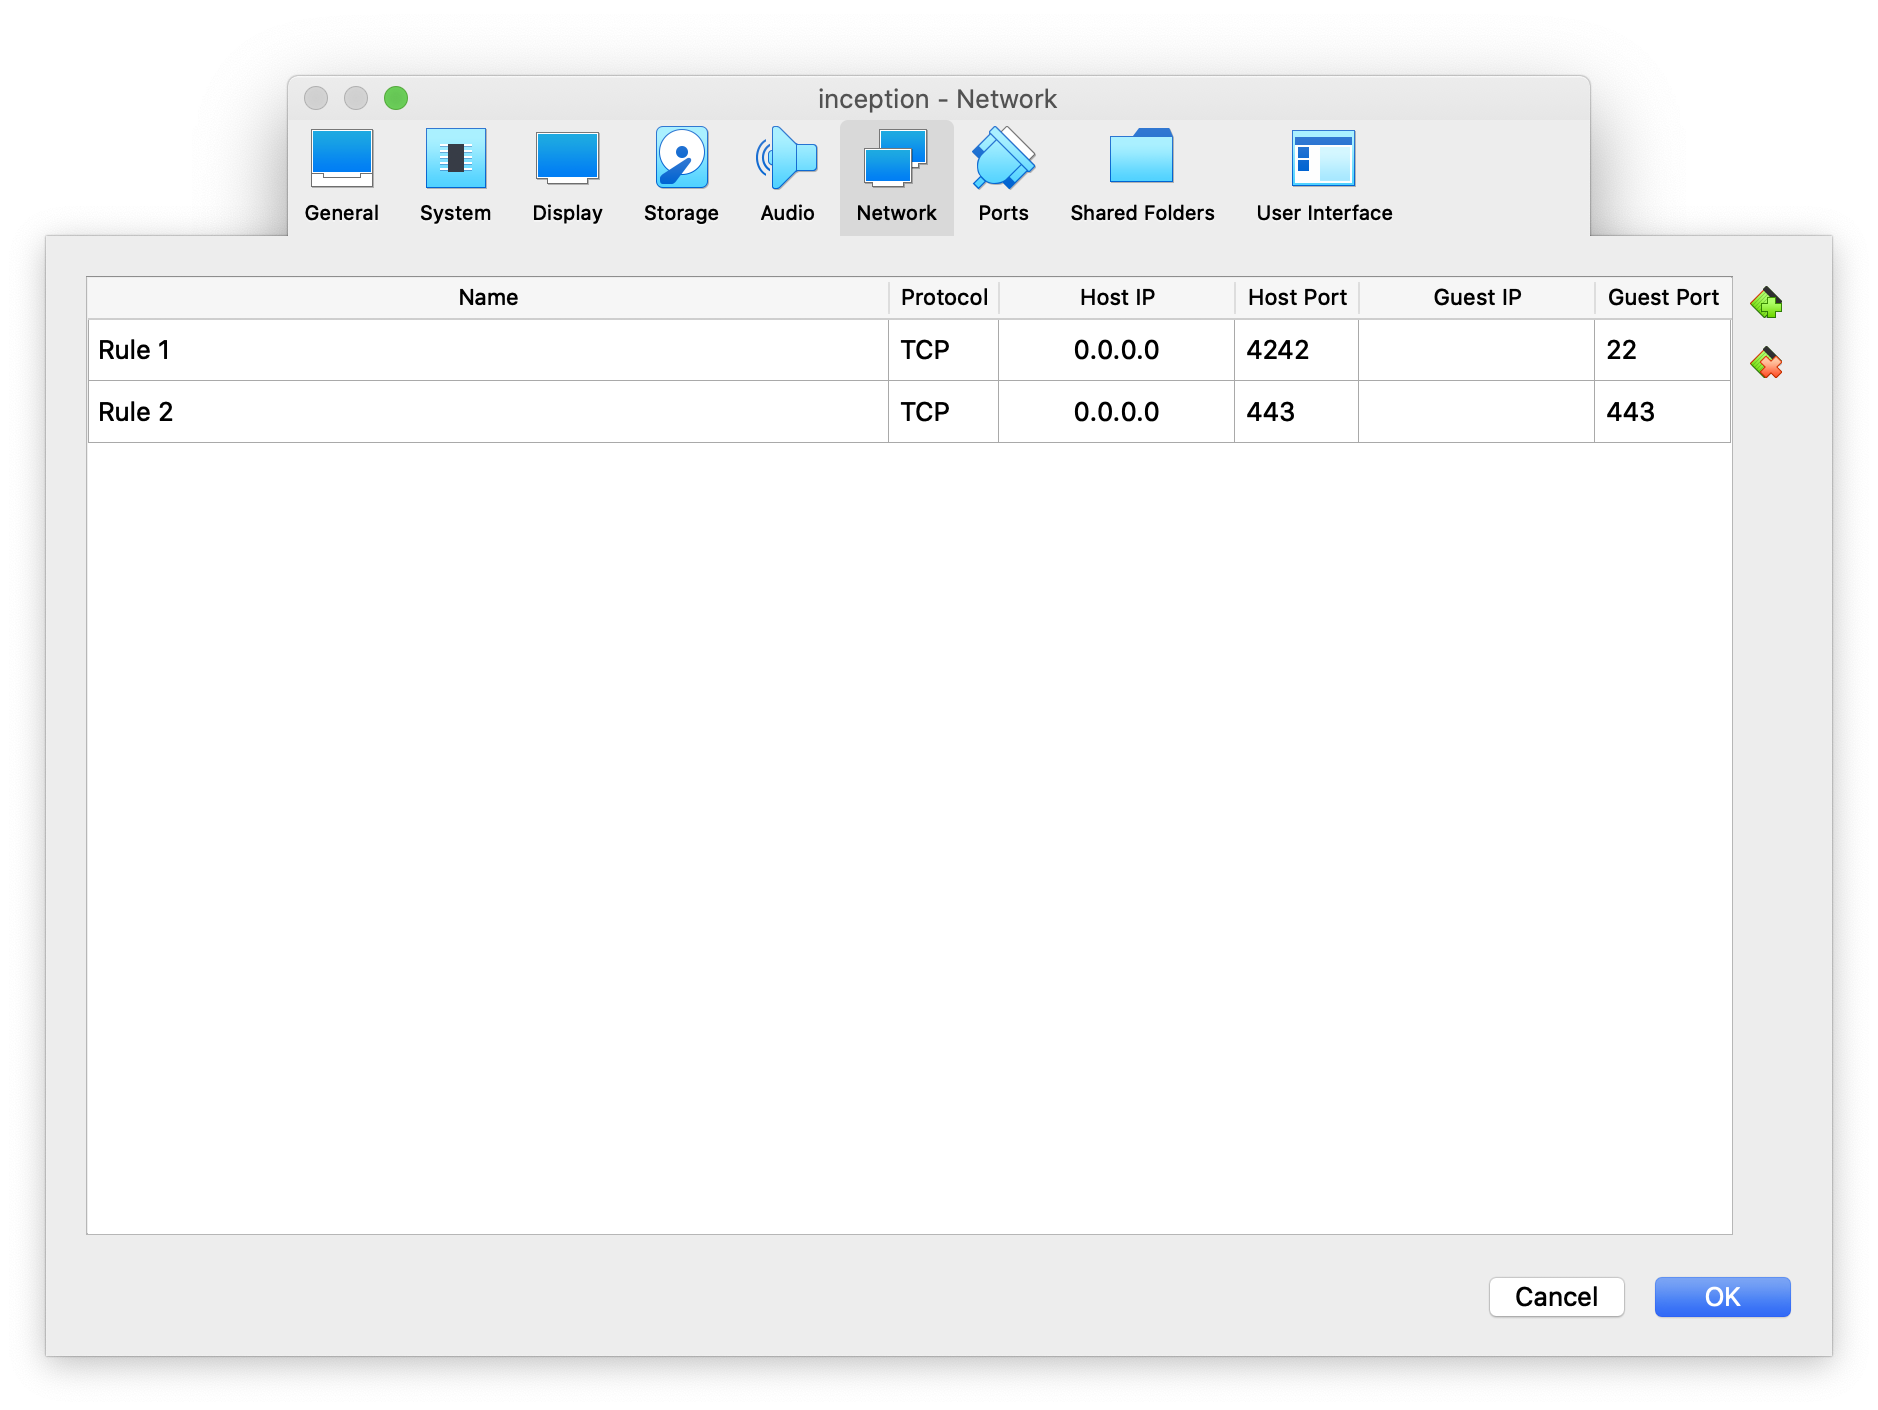 inception - Network
General System Display Storage Audio Network Ports Shared Folders User Interface
Name Protocol Host IP Host Port Guest IP Guest Port
Rule 1 TCP 0.0.0.0 4242 22
Rule 2 TCP 0.0.0.0 443 443
Cancel OK